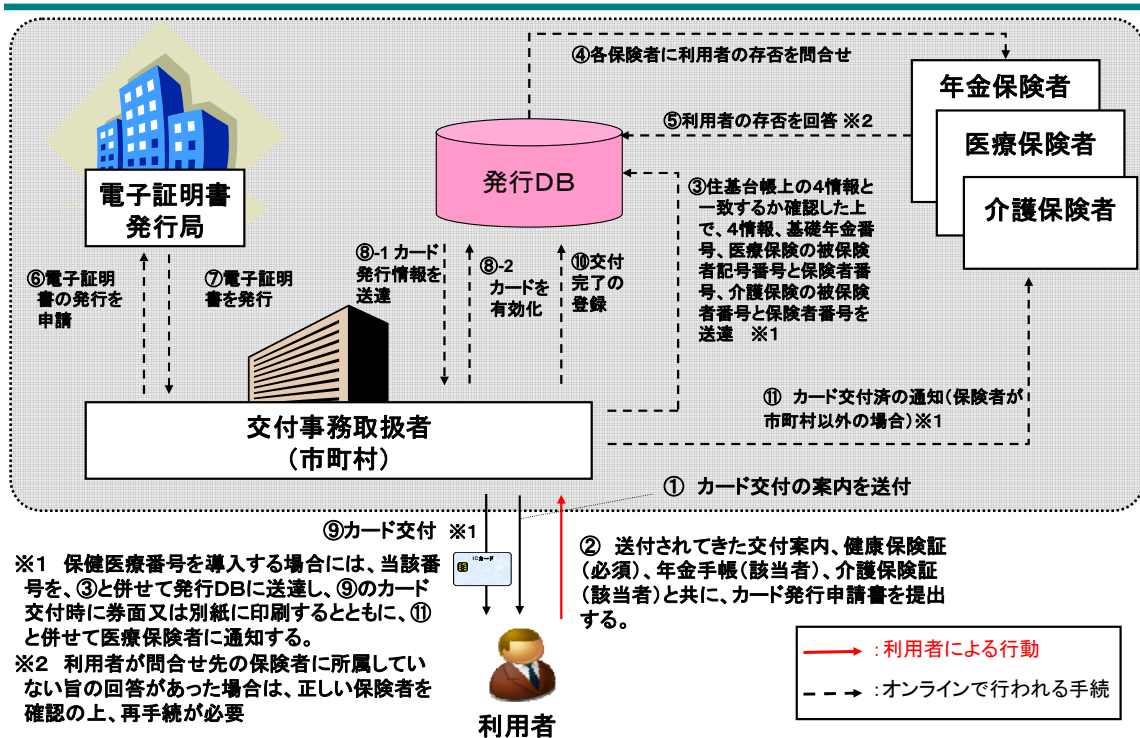 ④各保険者に利用者の存否を問合せ
年金保険者
⑤利用者の存否を回答 ※2
医療保険者
介護保険者
発行DB
電子証明書
発行局
③住基台帳上の4情報と
一致するか確認した上
で、4情報、基礎年金番
号、医療保険の被保険
者記号番号と保険者番
号、介護保険の被保険
者番号と保険者番号を
送達 ※1
⑥電子証明
書の発行を
申請
⑦電子証明
書を発行
⑧-1 カード
発行情報を
送達
⑧-2
カードを
有効化
⑩交付
完了の
登録
交付事務取扱者
(市町村)
⑪ カード交付済の通知(保険者が
市町村以外の場合)※1
① カード交付の案内を送付
⑨カード交付 ※1
ICカード
② 送付されてきた交付案内、健康保険証
(必須)、年金手帳(該当者)、介護保険証
(該当者)と共に、カード発行申請書を提出
する。
※1 保健医療番号を導入する場合には、当該番
号を、③と併せて発行DBに送達し、⑨のカード
交付時に券面又は別紙に印刷するとともに、⑪
と併せて医療保険者に通知する。
※2 利用者が問合せ先の保険者に所属してい
ない旨の回答があった場合は、正しい保険者を
確認の上、再手続が必要
利用者
:利用者による行動
:オンラインで行われる手続